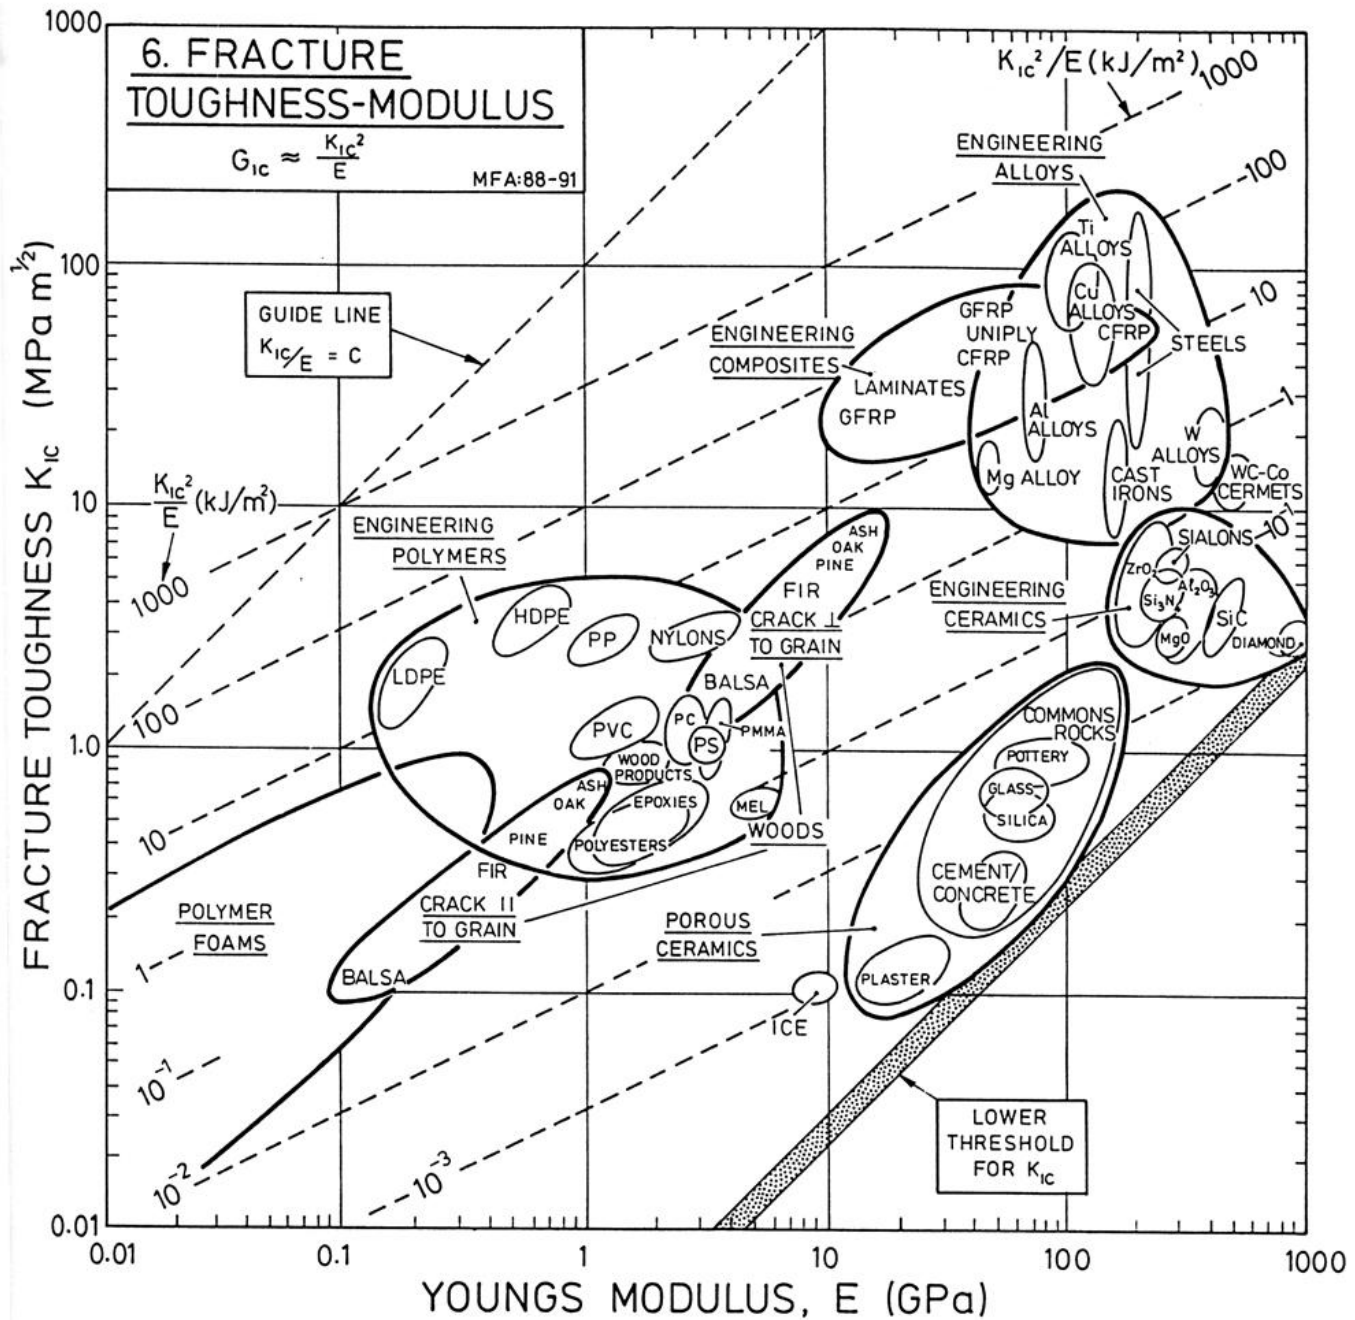 1000
6. FRACTURE
TOUGHNESS-MODULUS
G_IC ≈ K_IC²/E
MFA:88-91
K_IC²/E (kJ/m²)
1000
ENGINEERING
ALLOYS
100
Ti
ALLOYS
100
Cu
ALLOYS
10
GUIDE LINE
K_IC/E = C
GFRP
UNIPLY
CFRP
CFRP
STEELS
ENGINEERING
COMPOSITES
LAMINATES
GFRP
1
Al
ALLOYS
W
ALLOYS
Mg ALLOY
CAST
IRONS
WC-Co
CERMETS
K_IC²/E (kJ/m²)
10
10⁻¹
ENGINEERING
POLYMERS
ASH
OAK
PINE
FIR
SIALONS
ZrO₂
Al₂O₃
Si₃N
SiC
MgO
DIAMOND
1000
ENGINEERING
CERAMICS
HDPE
PP
NYLONS
CRACK ⊥
TO GRAIN
LDPE
BALSA
100
PVC
PC
PS
PMMA
COMMONS
ROCKS
POTTERY
1.0
WOOD
PRODUCTS
ASH
OAK
EPOXIES
MEL
GLASS
SILICA
10
PINE
POLYESTERS
WOODS
FIR
CEMENT/
CONCRETE
POLYMER
FOAMS
CRACK II
TO GRAIN
POROUS
CERAMICS
1
BALSA
PLASTER
0.1
ICE
10⁻¹
LOWER
THRESHOLD
FOR K_IC
10⁻²
10⁻³
0.01
0.01
0.1
1
10
100
1000
YOUNGS MODULUS, E (GPa)
FRACTURE TOUGHNESS K_IC (MPa m^½)